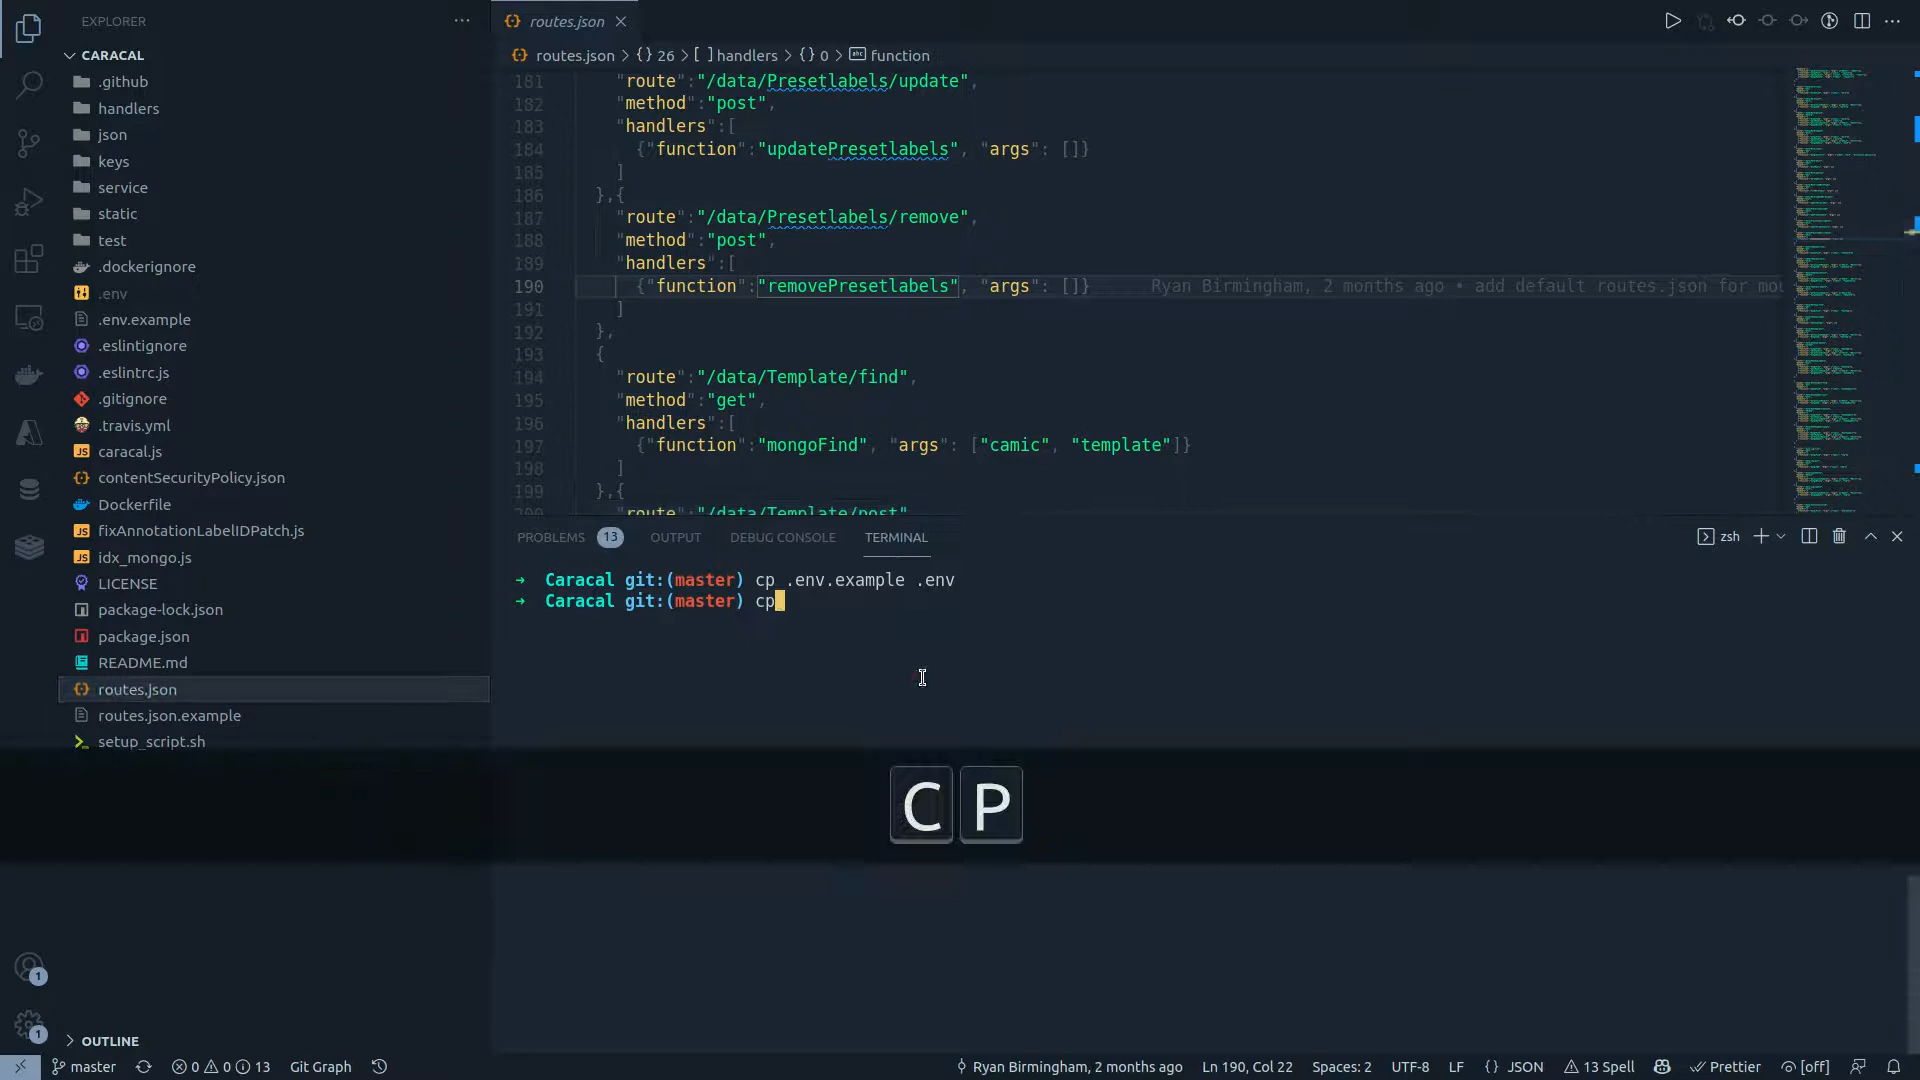 EXPLORER
CARACAL
.github
handlers
json
keys
service
static
test
.dockerignore
.env
.env.example
.eslintignore
.eslintrc.js
.gitignore
.travis.yml
caracal.js
contentSecurityPolicy.json
Dockerfile
fixAnnotationLabelIDPatch.js
idx_mongo.js
LICENSE
package-lock.json
package.json
README.md
routes.json
routes.json.example
setup_script.sh
OUTLINE
routes.json
routes.json > {} 26 > [ ] handlers > {} 0 > function
181 "route":"/data/Presetlabels/update",
182 "method":"post",
183 "handlers":[
184 {"function":"updatePresetlabels", "args": []}
185 ]
186 },{
187 "route":"/data/Presetlabels/remove",
188 "method":"post",
189 "handlers":[
190 {"function":"removePresetlabels", "args": []} Ryan Birmingham, 2 months ago • add default routes.json for mou
191 ]
192 },
193 {
194 "route":"/data/Template/find",
195 "method":"get",
196 "handlers":[
197 {"function":"mongoFind", "args": ["camic", "template"]}
198 ]
199 },{
200 "route":"/data/Template/post"
PROBLEMS 13 OUTPUT DEBUG CONSOLE TERMINAL zsh
→ Caracal git:(master) cp .env.example .env
→ Caracal git:(master) cp
C P
1
1
master 0 0 13 Git Graph Ryan Birmingham, 2 months ago Ln 190, Col 22 Spaces: 2 UTF-8 LF {} JSON 13 Spell Prettier [off]